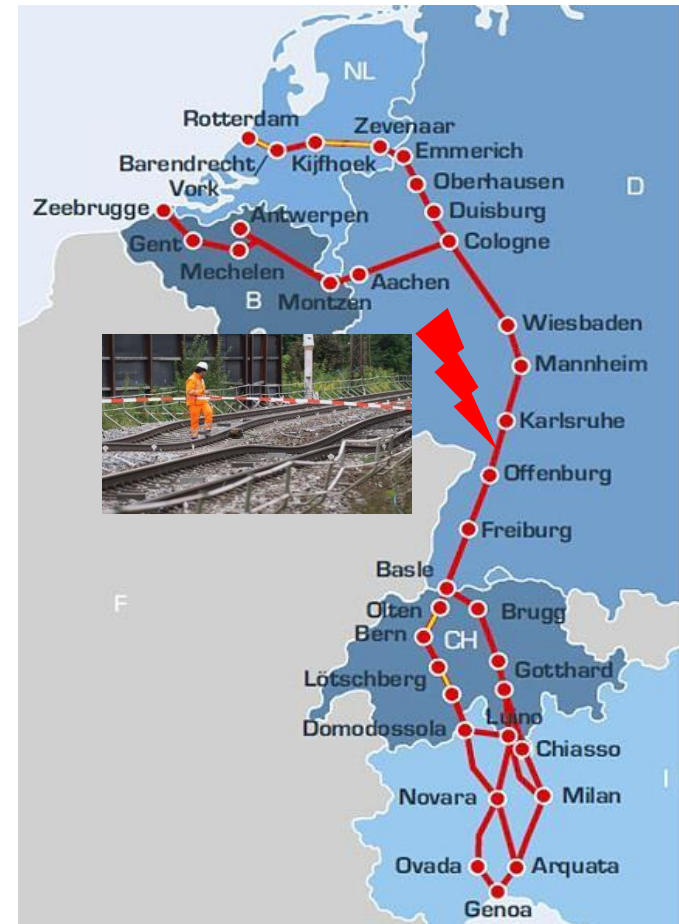 NL
Rotterdam
Zevenaar
Barendrecht/
Vork
Kijfhoek
Emmerich
Oberhausen
D
Zeebrugge
Antwerpen
Duisburg
Gent
Cologne
Mechelen
Aachen
B
Montzen
Wiesbaden
Mannheim
Karlsruhe
Offenburg
Freiburg
Basle
F
Olten
Brugg
Bern
CH
Lötschberg
Gotthard
Domodossola
Luino
Chiasso
I
Novara
Milan
Ovada
Arquata
Genoa